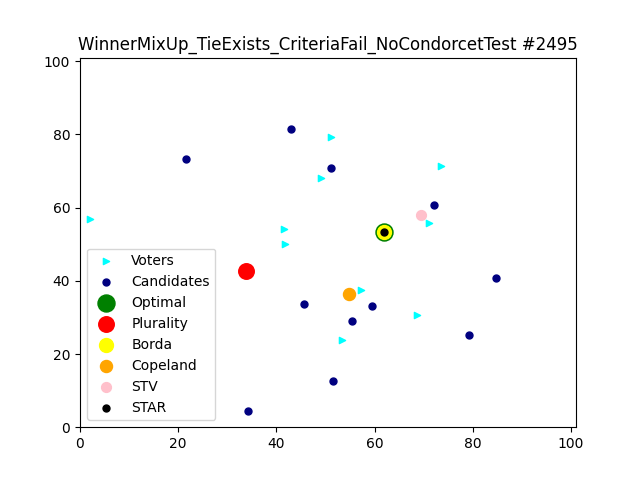 WinnerMixUp_TieExists_CriteriaFail_NoCondorcetTest #2495
100
80
60
40
20
0
Voters
Candidates
Optimal
Plurality
Borda
Copeland
STV
STAR
0 20 40 60 80 100